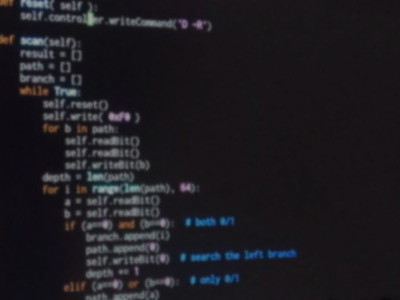 def reset( self ):
self.controller.writeCommand("D -R")
def scan(self):
result = []
path = []
branch = []
while True:
self.reset()
self.write( 0xf0 )
for b in path:
self.readBit()
self.readBit()
self.writeBit(b)
depth = len(path)
for i in range(len(path), 64):
a = self.readBit()
b = self.readBit()
if (a==0) and (b==0): # both 0/1
branch.append(i)
path.append(0)
self.writeBit(0) # search the left branch
depth += 1
elif (a==0) or (b==0): # only 0/1
path.append(a)